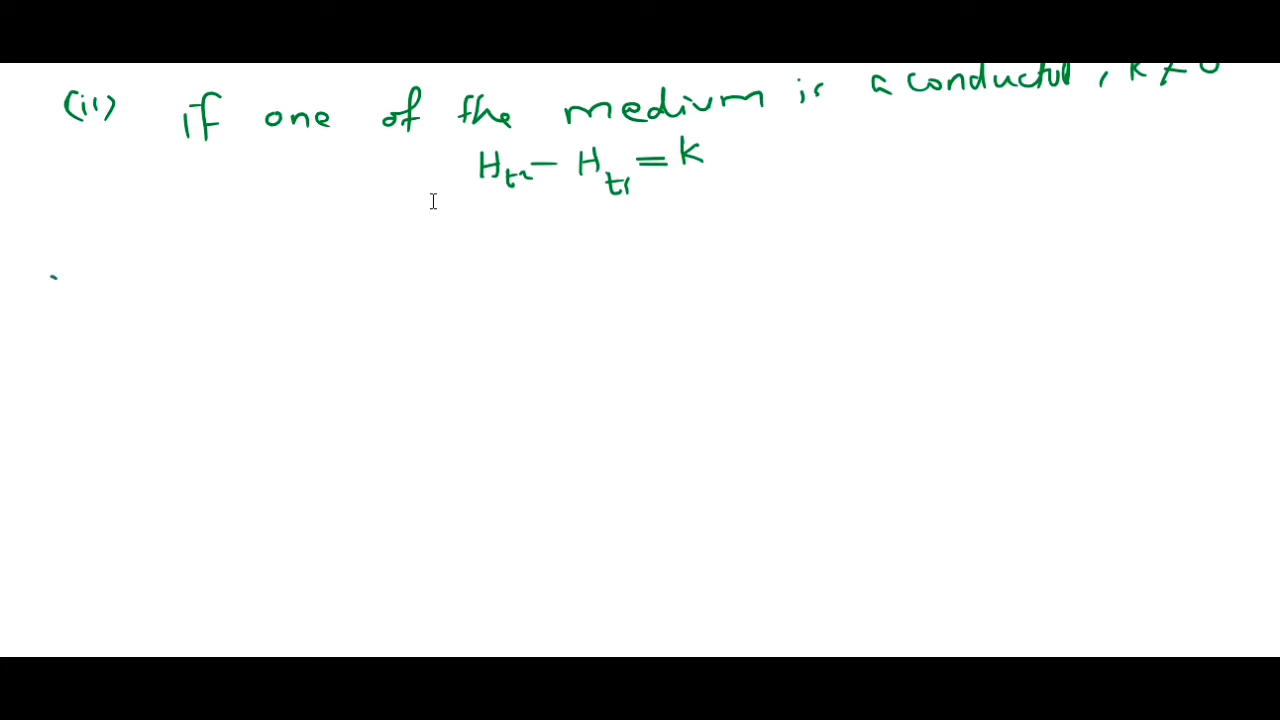 (ii) if one of the medium is a conductor, k ≠ 0
Ht2 - Ht1 = k